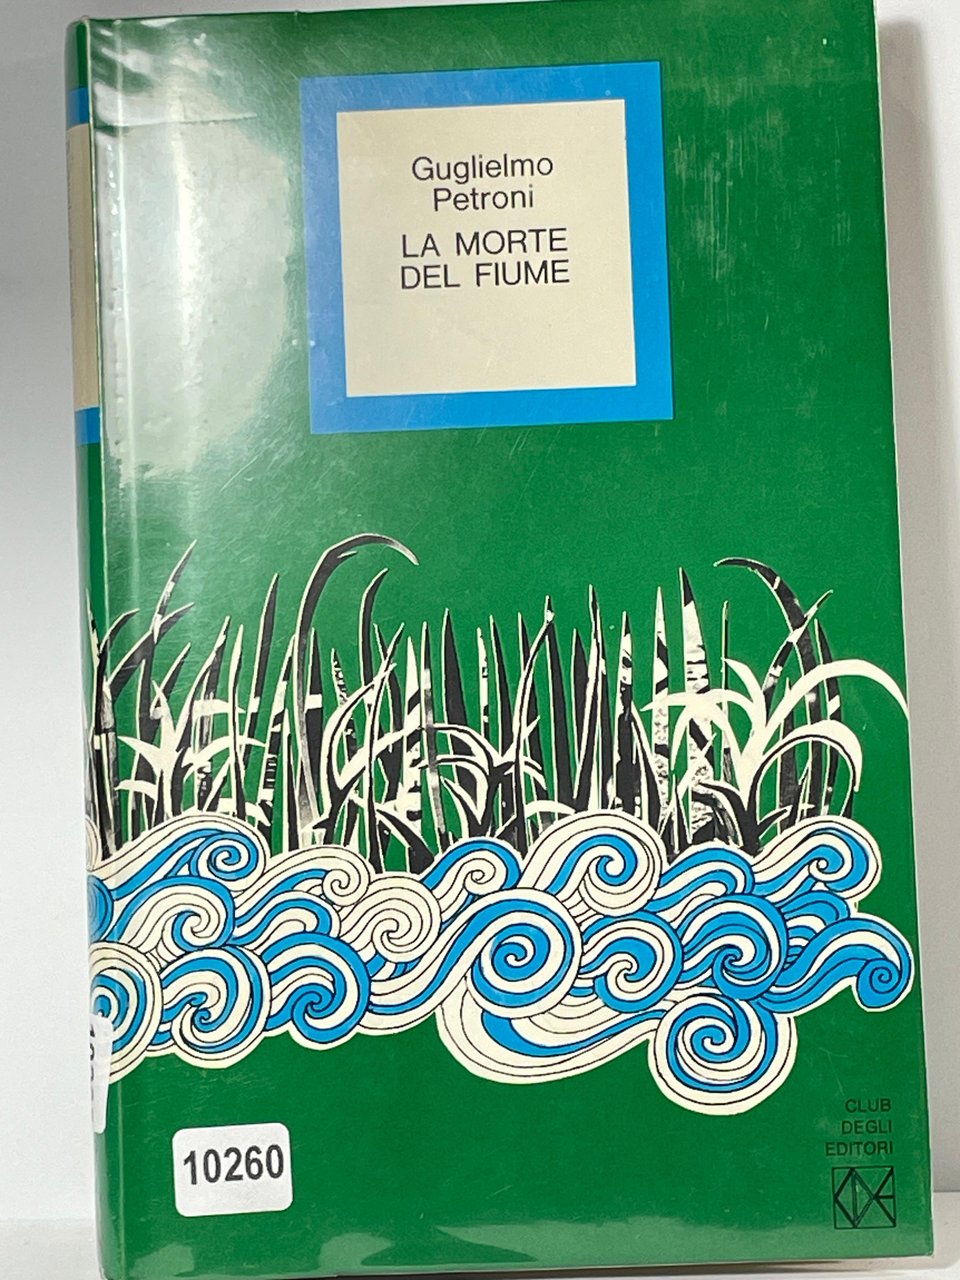 Guglielmo
Petroni
LA MORTE
DEL FIUME
10260
CLUB
DEGLI
EDITORI